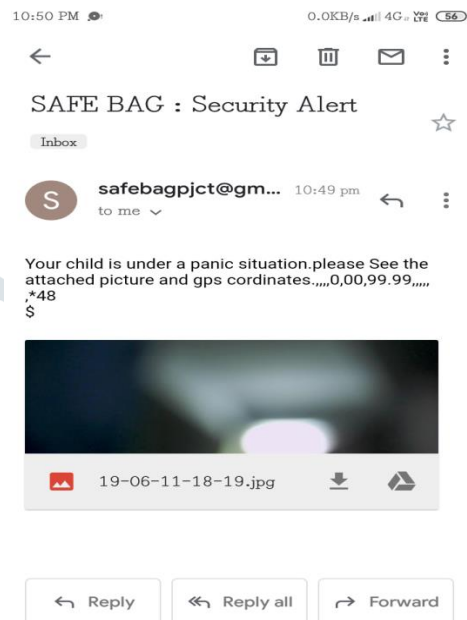 10:50 PM
0.0KB/s 4G Vo) LTE 56
SAFE BAG : Security Alert
Inbox
S
safebagpjct@gm... 10:49 pm
to me
Your child is under a panic situation.please See the
attached picture and gps cordinates.,,,,0,00,99.99,,,,,
,*48
$
19-06-11-18-19.jpg
Reply
Reply all
Forward